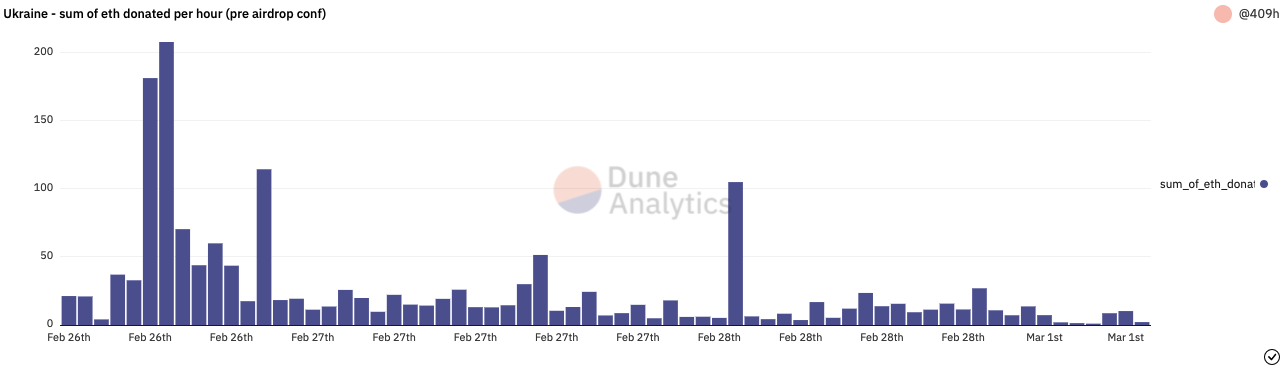 Ukraine - sum of eth donated per hour (pre airdrop conf)
@409h
200
150
100
50
0
Dune
Analytics
sum_of_eth_donat
Feb 26th Feb 26th Feb 26th Feb 27th Feb 27th Feb 27th Feb 27th Feb 27th Feb 28th Feb 28th Feb 28th Feb 28th Mar 1st Mar 1st